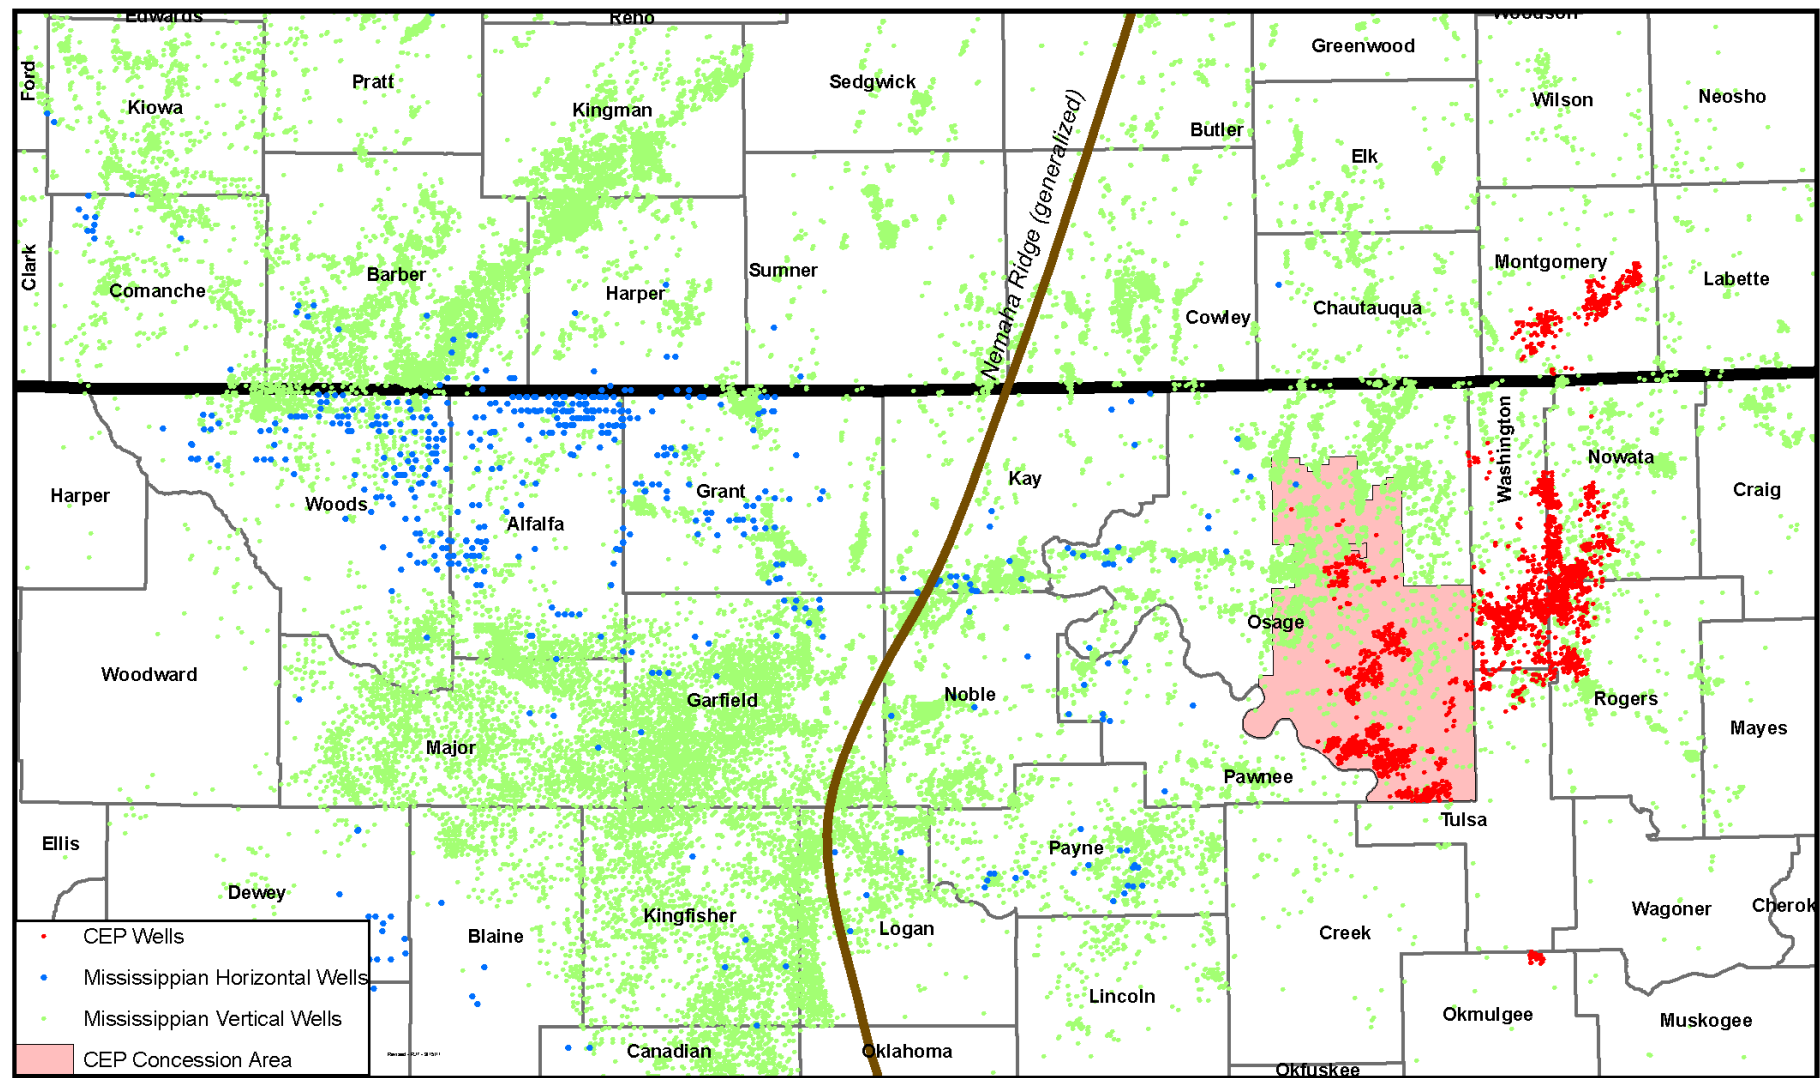 Edwards
Reno
Woodson
Greenwood
Ford
Pratt
Sedgwick
Kiowa
Kingman
Wilson
Neosho
Butler
Elk
Nemaha Ridge (generalized)
Clark
Comanche
Barber
Harper
Sumner
Cowley
Chautauqua
Montgomery
Labette
Harper
Woods
Alfalfa
Grant
Kay
Washington
Nowata
Craig
Osage
Woodward
Major
Garfield
Noble
Pawnee
Rogers
Mayes
Ellis
Dewey
Blaine
Kingfisher
Logan
Payne
Tulsa
Creek
Wagoner
Cherok
Lincoln
Okmulgee
Muskogee
Canadian
Oklahoma
Okfuskee
CEP Wells
Mississippian Horizontal Wells
Mississippian Vertical Wells
CEP Concession Area